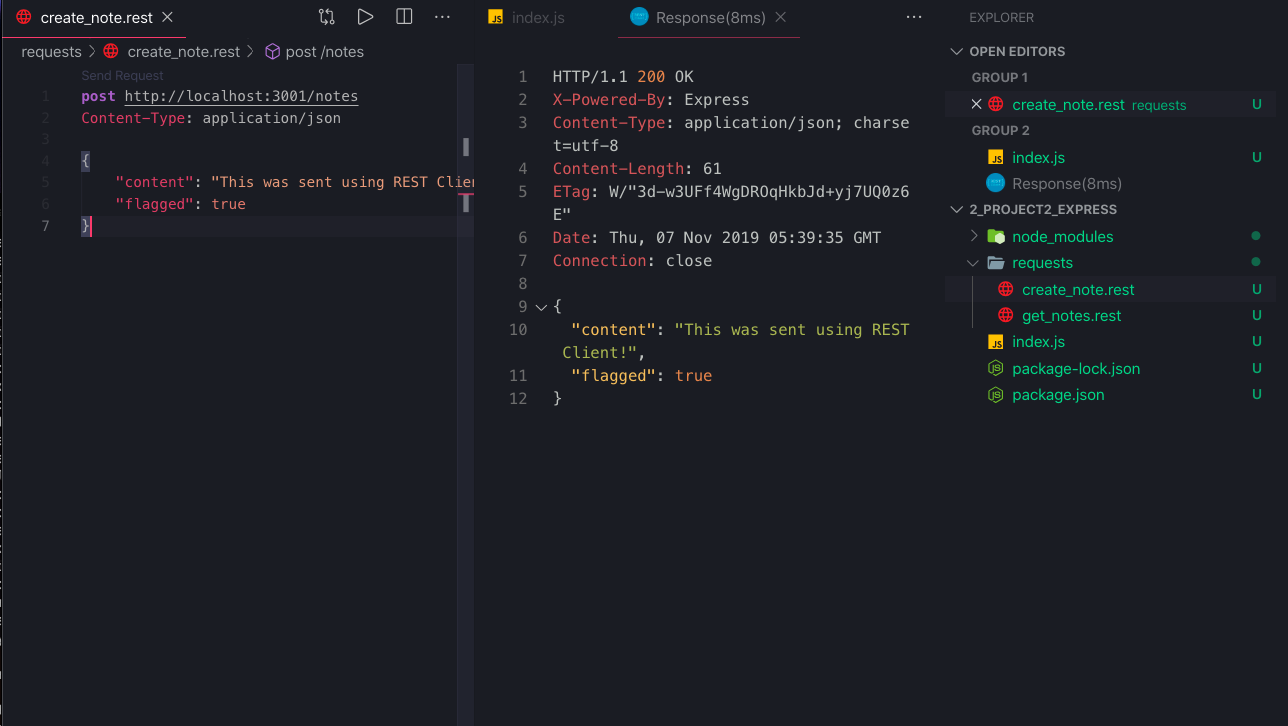 create_note.rest
requests > create_note.rest > post /notes
Send Request
1 post http://localhost:3001/notes
2 Content-Type: application/json
3
4 {
5 "content": "This was sent using REST Clien
6 "flagged": true
7 }
index.js
Response(8ms)
1 HTTP/1.1 200 OK
2 X-Powered-By: Express
3 Content-Type: application/json; charse
t=utf-8
4 Content-Length: 61
5 ETag: W/"3d-w3UFf4WgDROqHkbJd+yj7UQ0z6
E"
6 Date: Thu, 07 Nov 2019 05:39:35 GMT
7 Connection: close
8
9 {
10 "content": "This was sent using REST
Client!",
11 "flagged": true
12 }
EXPLORER
OPEN EDITORS
GROUP 1
create_note.rest requests U
GROUP 2
JS index.js U
Response(8ms)
2_PROJECT2_EXPRESS
node_modules
requests
create_note.rest U
get_notes.rest U
JS index.js U
package-lock.json U
package.json U